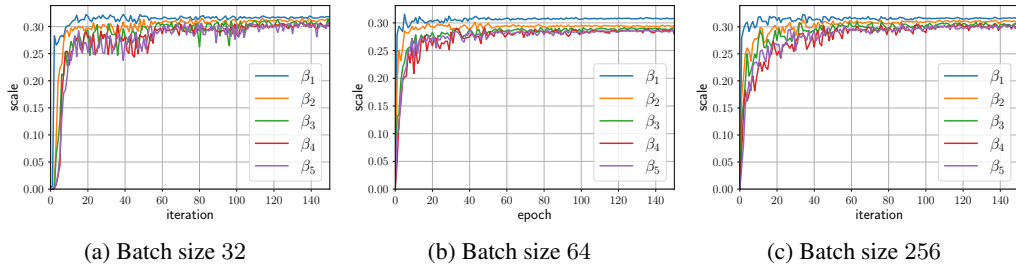 0.30
0.25
0.20
0.15
0.10
0.05
0.00
scale
0 20 40 60 80 100 120 140
iteration
β1
β2
β3
β4
β5
(a) Batch size 32
0.30
0.25
0.20
0.15
0.10
0.05
0.00
scale
0 20 40 60 80 100 120 140
epoch
β1
β2
β3
β4
β5
(b) Batch size 64
0.30
0.25
0.20
0.15
0.10
0.05
0.00
scale
0 20 40 60 80 100 120 140
iteration
β1
β2
β3
β4
β5
(c) Batch size 256